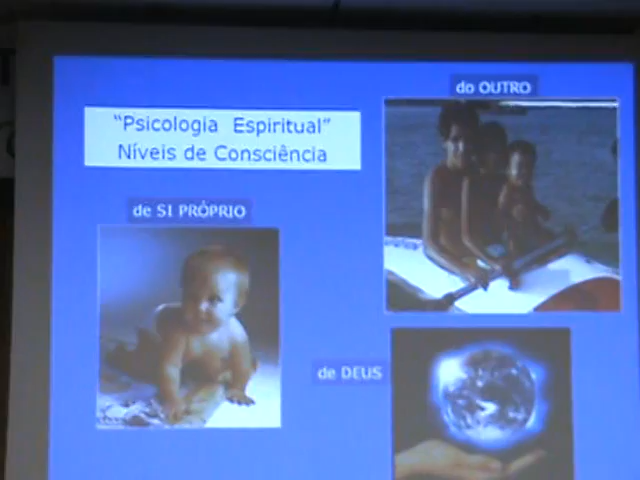 do OUTRO
“Psicologia Espiritual”
Níveis de Consciência
de SI PRÓPRIO
de DEUS